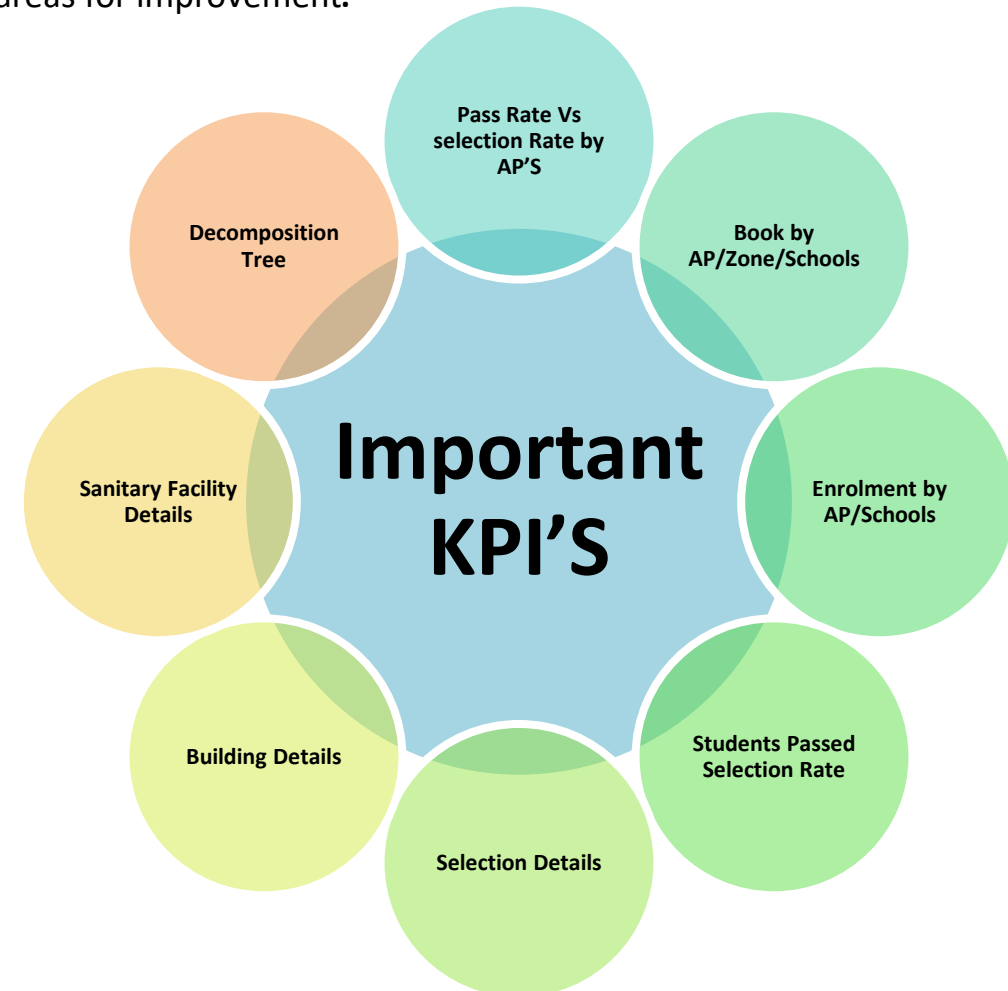 areas for improvement.
Pass Rate Vs
selection Rate by
AP’S
Book by
AP/Zone/Schools
Enrolment by
AP/Schools
Students Passed
Selection Rate
Selection Details
Building Details
Sanitary Facility
Details
Decomposition
Tree
Important
KPI’S